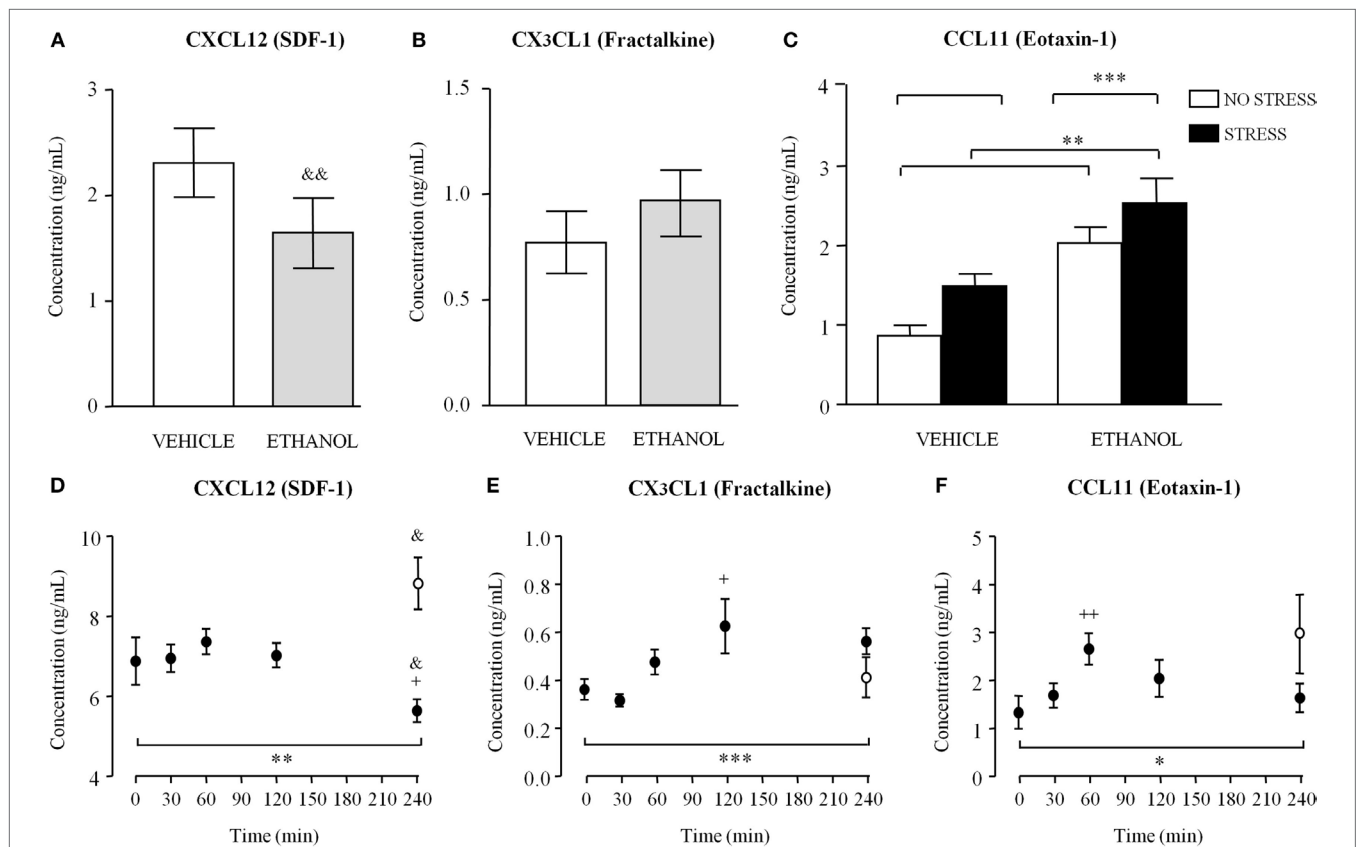 A
CXCL12 (SDF-1)
Concentration (ng/mL)
3
2
1
0
&&
VEHICLE ETHANOL
B
CX3CL1 (Fractalkine)
Concentration (ng/mL)
1.5
1.0
0.5
0.0
VEHICLE ETHANOL
C
CCL11 (Eotaxin-1)
Concentration (ng/mL)
4
3
2
1
0
***
**
NO STRESS
STRESS
VEHICLE ETHANOL
D
CXCL12 (SDF-1)
Concentration (ng/mL)
10
8
6
4
&
&
+
**
0 30 60 90 120 150 180 210 240
Time (min)
E
CX3CL1 (Fractalkine)
Concentration (ng/mL)
1.0
0.8
0.6
0.4
0.2
0.0
+
***
0 30 60 90 120 150 180 210 240
Time (min)
F
CCL11 (Eotaxin-1)
Concentration (ng/mL)
5
4
3
2
1
0
++
*
0 30 60 90 120 150 180 210 240
Time (min)